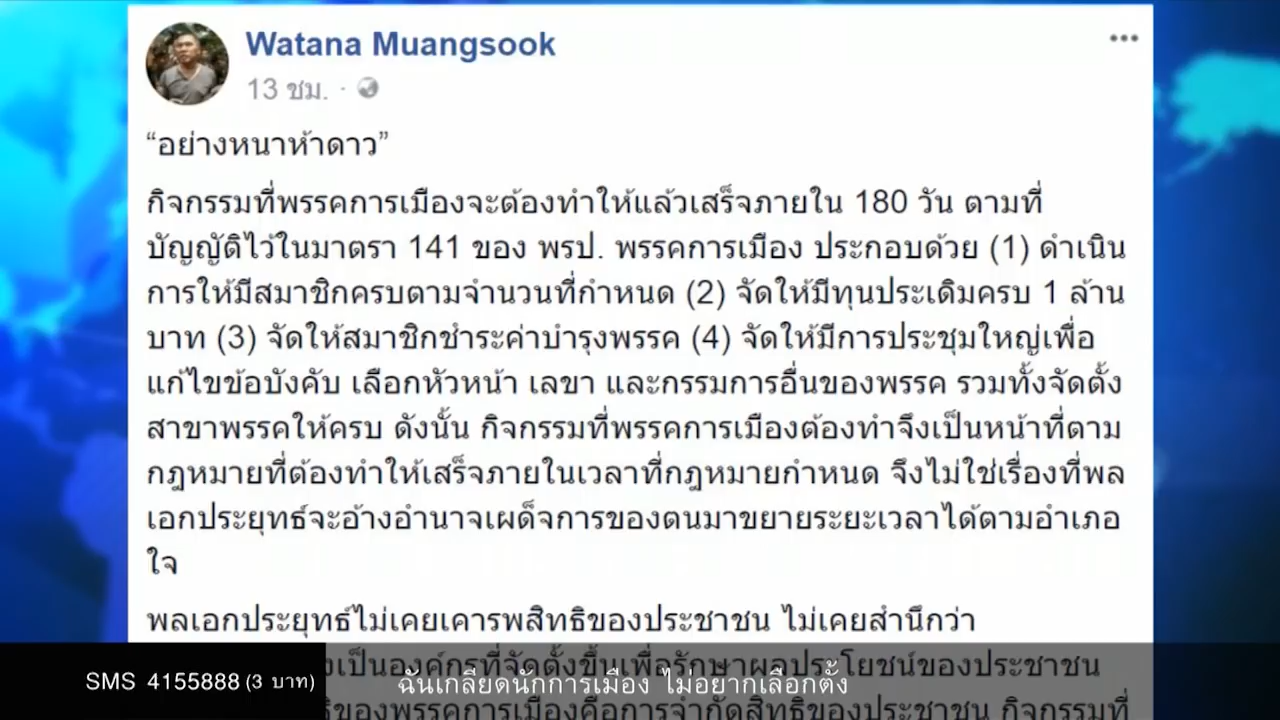 Watana Muangsook
13 ชม. ·
“อย่างหนาห้าดาว”
กิจกรรมที่พรรคการเมืองจะต้องทำให้แล้วเสร็จภายใน 180 วัน ตามที่
บัญญัติไว้ในมาตรา 141 ของ พรป. พรรคการเมือง ประกอบด้วย (1) ดำเนิน
การให้มีสมาชิกครบตามจำนวนที่กำหนด (2) จัดให้มีทุนประเดิมครบ 1 ล้าน
บาท (3) จัดให้สมาชิกชำระค่าบำรุงพรรค (4) จัดให้มีการประชุมใหญ่เพื่อ
แก้ไขข้อบังคับ เลือกหัวหน้า เลขา และกรรมการอื่นของพรรค รวมทั้งจัดตั้ง
สาขาพรรคให้ครบ ดังนั้น กิจกรรมที่พรรคการเมืองต้องทำจึงเป็นหน้าที่ตาม
กฎหมายที่ต้องทำให้เสร็จภายในเวลาที่กฎหมายกำหนด จึงไม่ใช่เรื่องที่พล
เอกประยุทธ์จะอ้างอำนาจเผด็จการของตนมาขยายระยะเวลาได้ตามอำเภอ
ใจ
พลเอกประยุทธ์ไม่เคยเคารพสิทธิของประชาชน ไม่เคยสำนึกว่า
งเป็นองค์กรที่จัดตั้งขึ้นเพื่อรักษาผลประโยชน์ของประชาชน
SMS 4155888 (3 บาท) ฉันเกลียดนักการเมือง ไม่อยากเลือกตั้ง
ธิของพรรคการเมืองคือการจำกัดสิทธิของประชาชน กิจกรรมที่